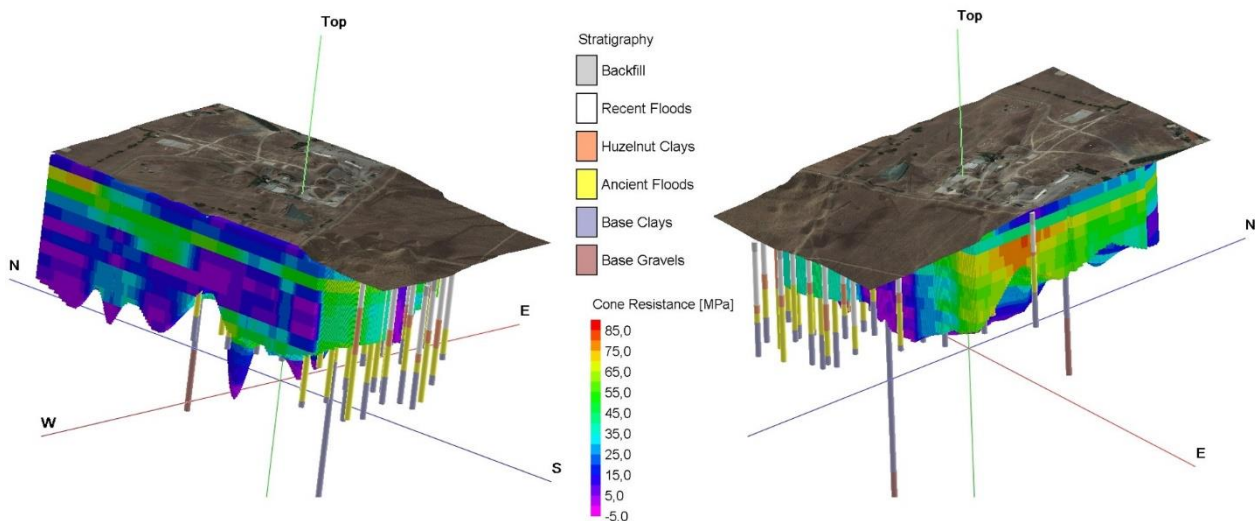 Top
N
E
W
S
Stratigraphy
Backfill
Recent Floods
Huzelnut Clays
Ancient Floods
Base Clays
Base Gravels
Cone Resistance [MPa]
85,0
75,0
65,0
55,0
45,0
35,0
25,0
15,0
5,0
-5,0
Top
N
E